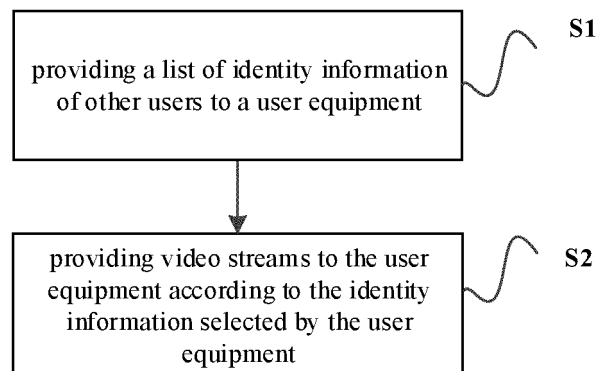 S1
providing a list of identity information
of other users to a user equipment
S2
providing video streams to the user
equipment according to the identity
information selected by the user
equipment